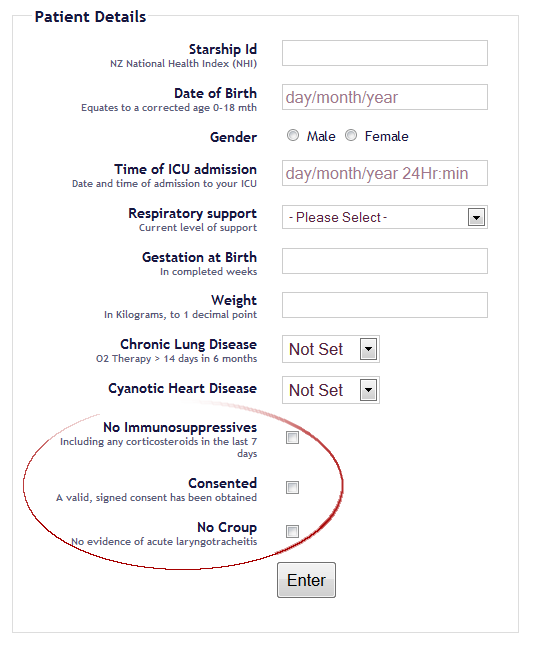 Patient Details
Starship Id
NZ National Health Index (NHI)
Date of Birth
day/month/year
Equates to a corrected age 0-18 mth
Gender
Male
Female
Time of ICU admission
day/month/year 24Hr:min
Date and time of admission to your ICU
Respiratory support
- Please Select -
Current level of support
Gestation at Birth
In completed weeks
Weight
In Kilograms, to 1 decimal point
Chronic Lung Disease
Not Set
O2 Therapy > 14 days in 6 months
Cyanotic Heart Disease
Not Set
No Immunosuppressives
Including any corticosteroids in the last 7
days
Consented
A valid, signed consent has been obtained
No Croup
No evidence of acute laryngotracheitis
Enter